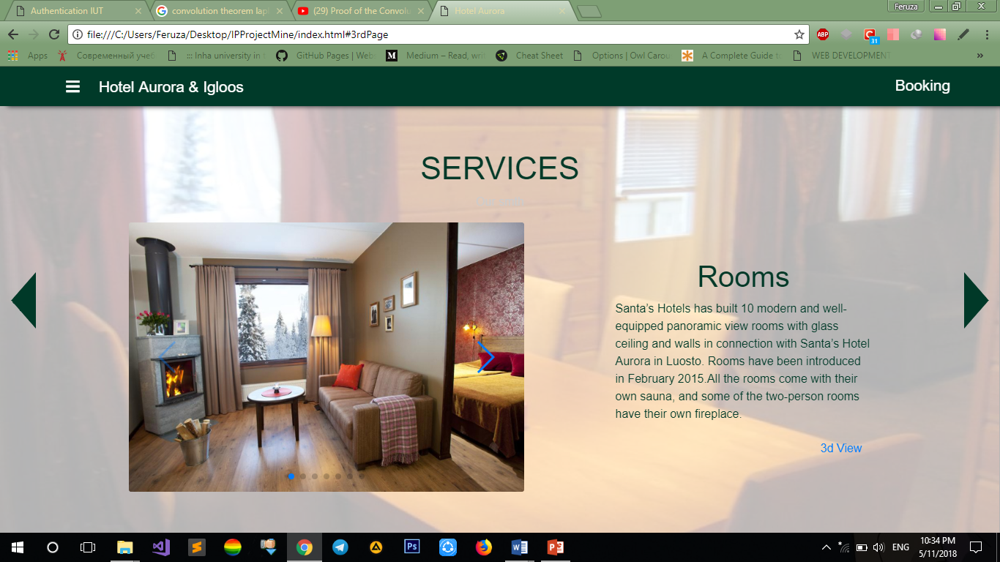 Authentication IUT
convolution theorem lapl
(29) Proof of the Convolu
Hotel Aurora
Feruza
file:///C:/Users/Feruza/Desktop/IPProjectMine/index.html#3rdPage
ABP
31
Apps
Современный учеб
::: Inha university in
GitHub Pages | Web
M
Medium – Read, wri
Cheat Sheet
Options | Owl Carou
A Complete Guide to
WEB DEVELOPMENT
»
Hotel Aurora & Igloos
Booking
SERVICES
Rooms
Santa’s Hotels has built 10 modern and well-
equipped panoramic view rooms with glass
ceiling and walls in connection with Santa’s Hotel
Aurora in Luosto. Rooms have been introduced
in February 2015.All the rooms come with their
own sauna, and some of the two-person rooms
have their own fireplace.
3d View
Ps
ENG
10:34 PM
5/11/2018